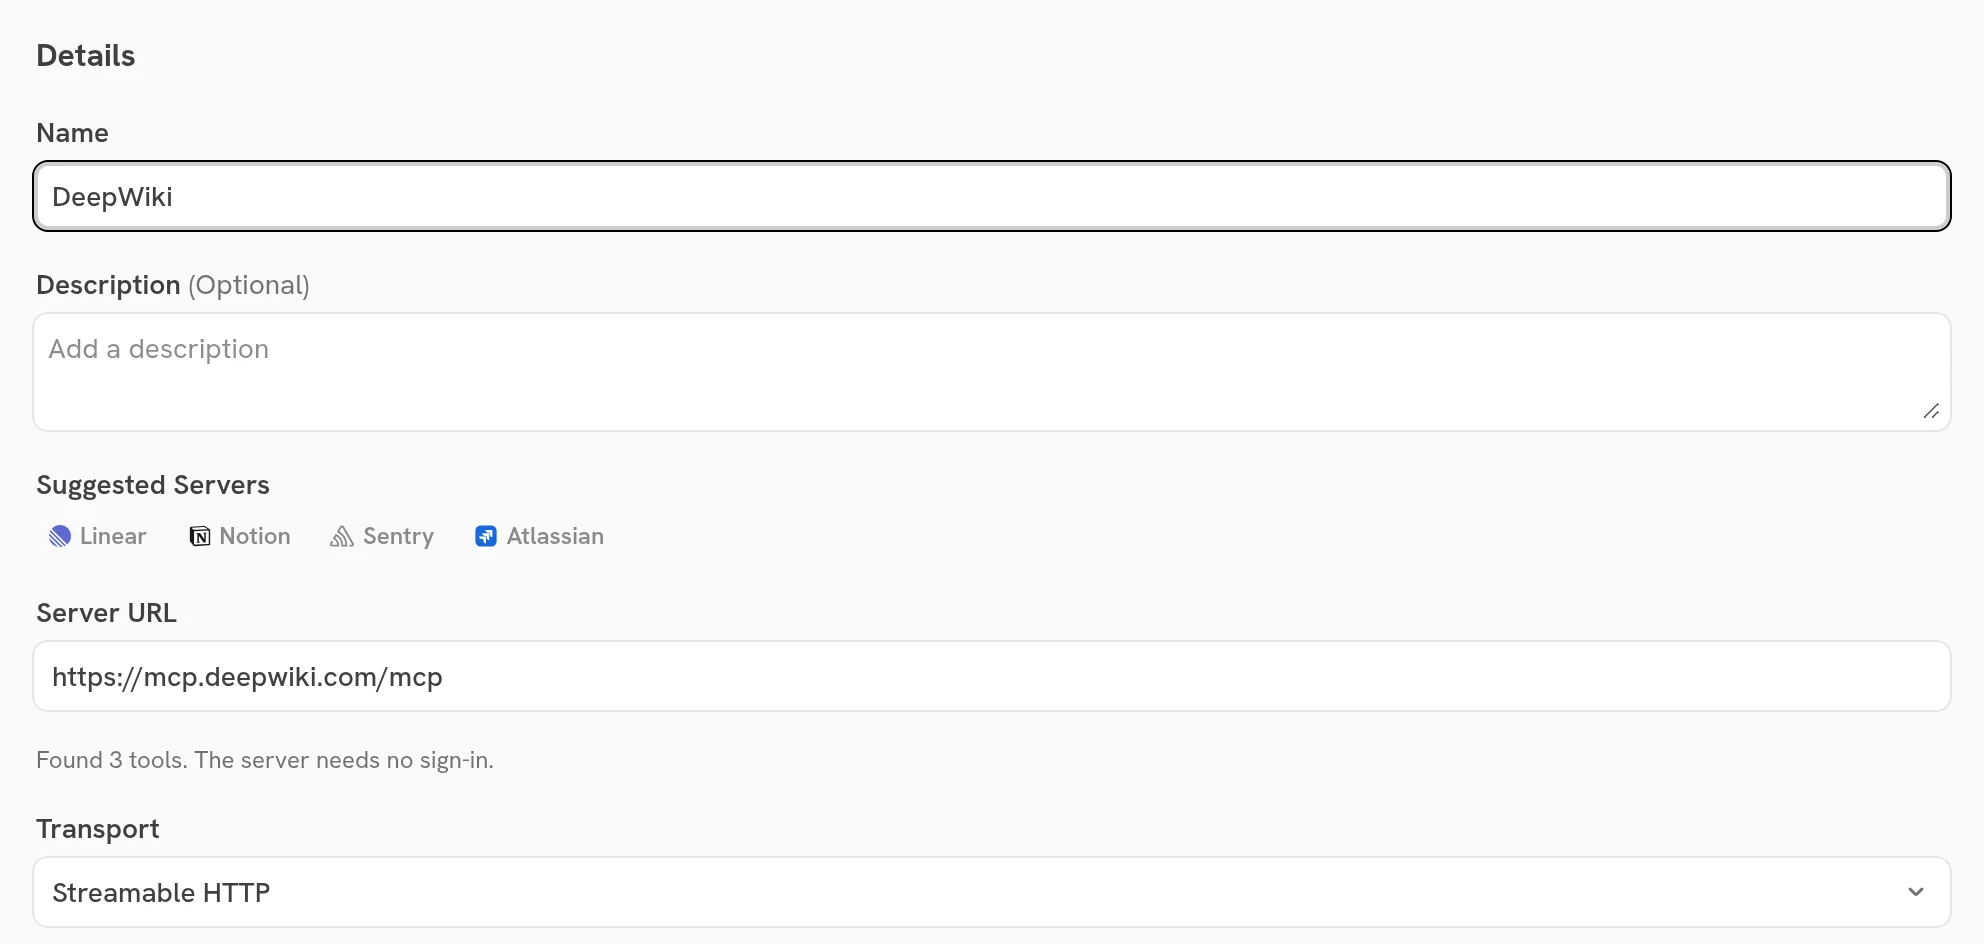 Details
Name
DeepWiki
Description (Optional)
Add a description
Suggested Servers
Linear Notion Sentry Atlassian
Server URL
https://mcp.deepwiki.com/mcp
Found 3 tools. The server needs no sign-in.
Transport
Streamable HTTP